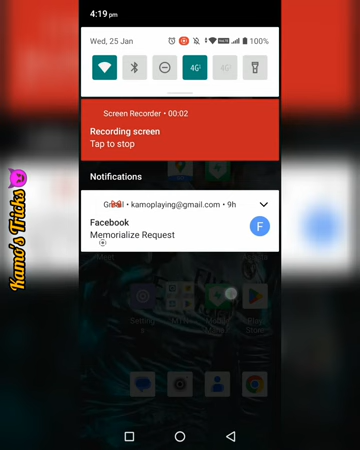 4:19 pm
Wed, 25 Jan
100%
4G
4G
Screen Recorder • 00:02
Recording screen
Tap to stop
Notifications
• kamoplaying@gmail.com • 9h
Facebook
Memorialize Request
F
Kamo's Tricks